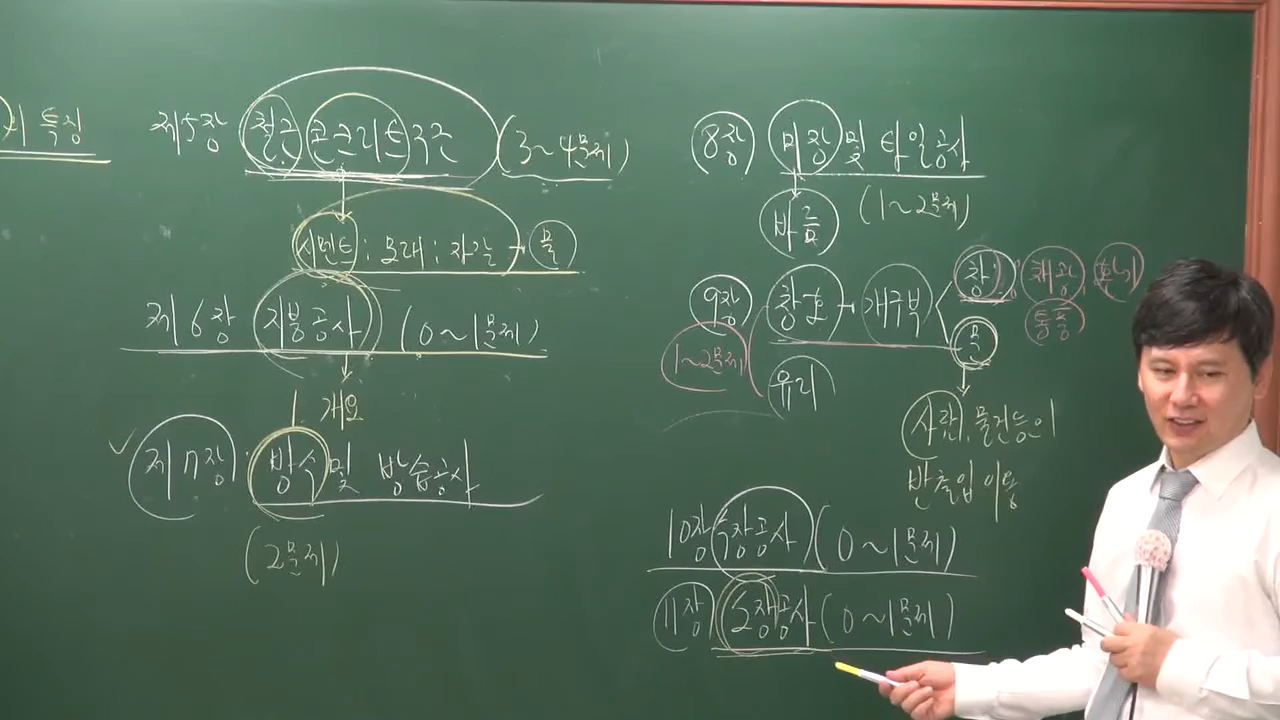 의 특징
제5장 철근콘크리트구조 (3~4문제)
시멘트 : 모래 : 자갈 + 물
제6장 지붕공사 (0~1문제)
개요
제7장. 방수 및 방습공사
(2문제)
8장 미장 및 타일공사
바름 (1~2문제)
9장 창호 개구부 창: 채광, 환기
통풍
문
1~2문제
유리
사람, 물건등이
반출입 이용
10장 수장공사 (0~1문제)
11장 도장공사 (0~1문제)